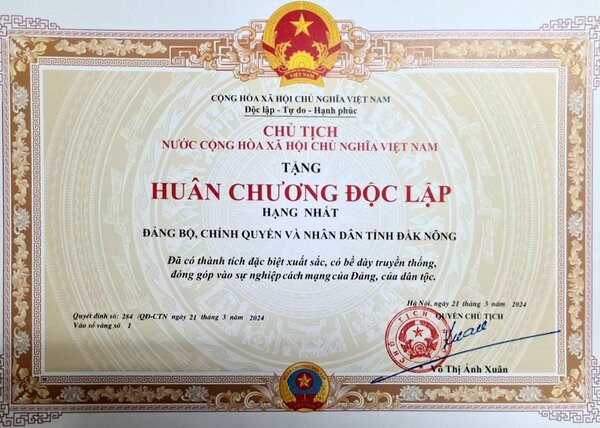 VIỆT NAM
CỘNG HÒA XÃ HỘI CHỦ NGHĨA VIỆT NAM
Độc lập - Tự do - Hạnh phúc
CHỦ TỊCH
NƯỚC CỘNG HÒA XÃ HỘI CHỦ NGHĨA VIỆT NAM
TẶNG
HUÂN CHƯƠNG ĐỘC LẬP
HẠNG NHẤT
ĐẢNG BỘ, CHÍNH QUYỀN VÀ NHÂN DÂN TỈNH ĐẮK NÔNG
Đã có thành tích đặc biệt xuất sắc, có bề dày truyền thống,
đóng góp vào sự nghiệp cách mạng của Đảng, của dân tộc.
Hà Nội, ngày 21 tháng 3 năm 2024
Quyết định số: 284 /QĐ-CTN ngày 21 tháng 3 năm 2024
Vào sổ vàng số 1
QUYỀN CHỦ TỊCH
CHỦ TỊCH
Võ Thị Ánh Xuân